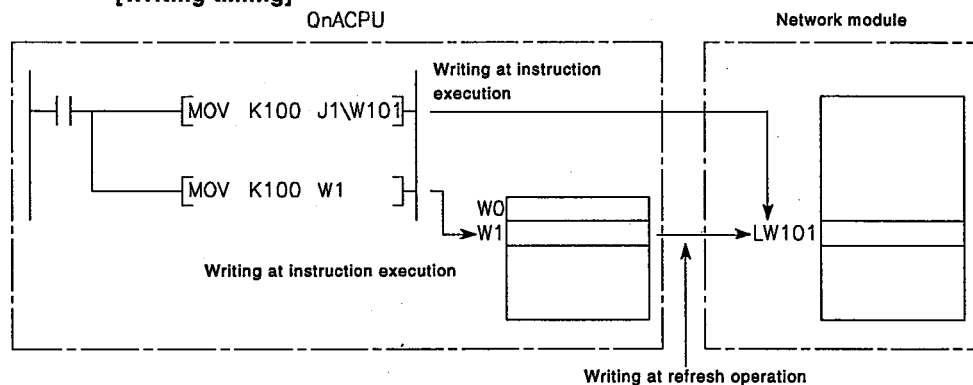 [Writing timing]
QnACPU
Network module
Writing at instruction
execution
[MOV K100 J1\W101]
[MOV K100 W1 ]
W0
W1
LW101
Writing at instruction execution
Writing at refresh operation